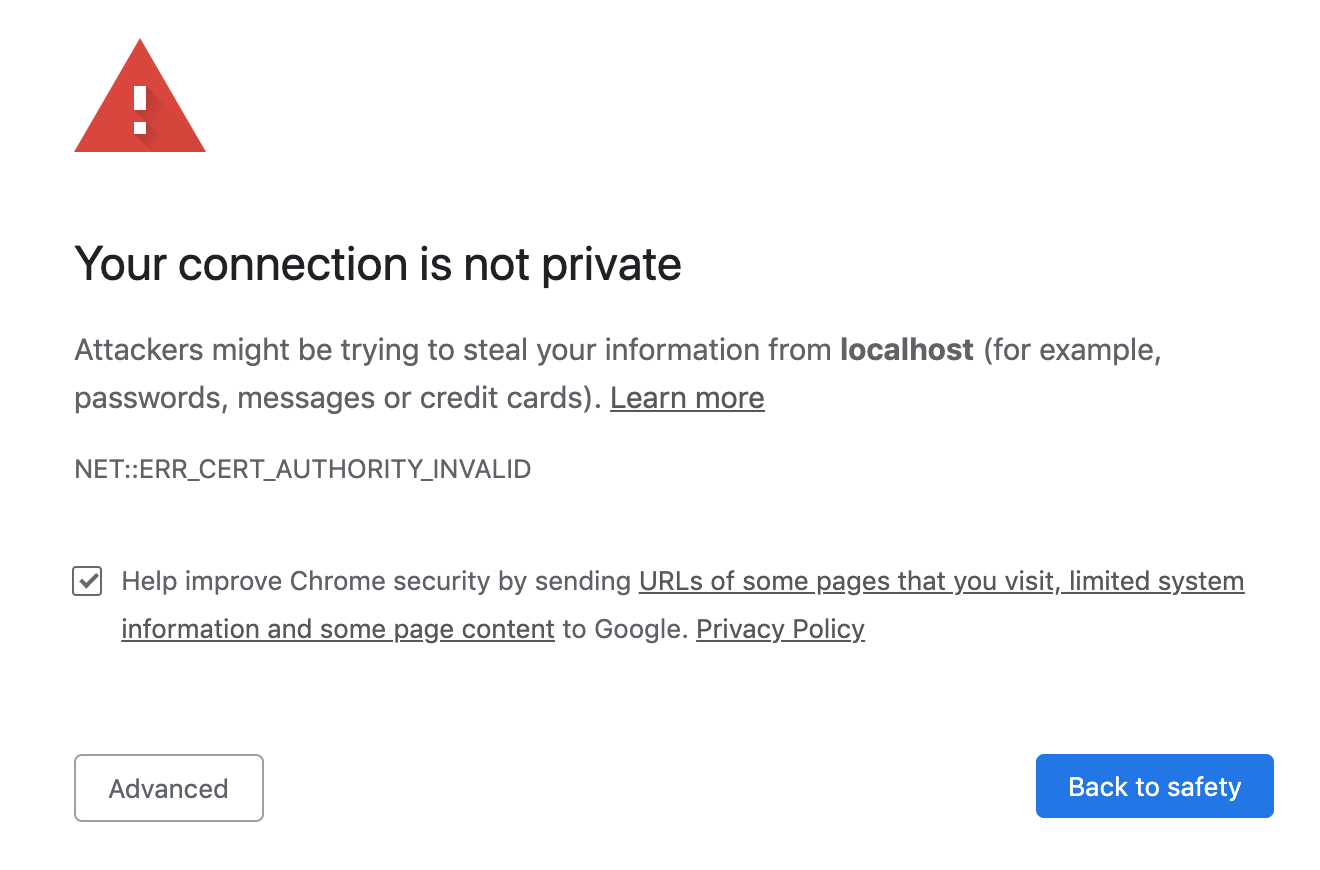 Your connection is not private
Attackers might be trying to steal your information from localhost (for example,
passwords, messages or credit cards). Learn more
NET::ERR_CERT_AUTHORITY_INVALID
Help improve Chrome security by sending URLs of some pages that you visit, limited system
information and some page content to Google. Privacy Policy
Advanced
Back to safety